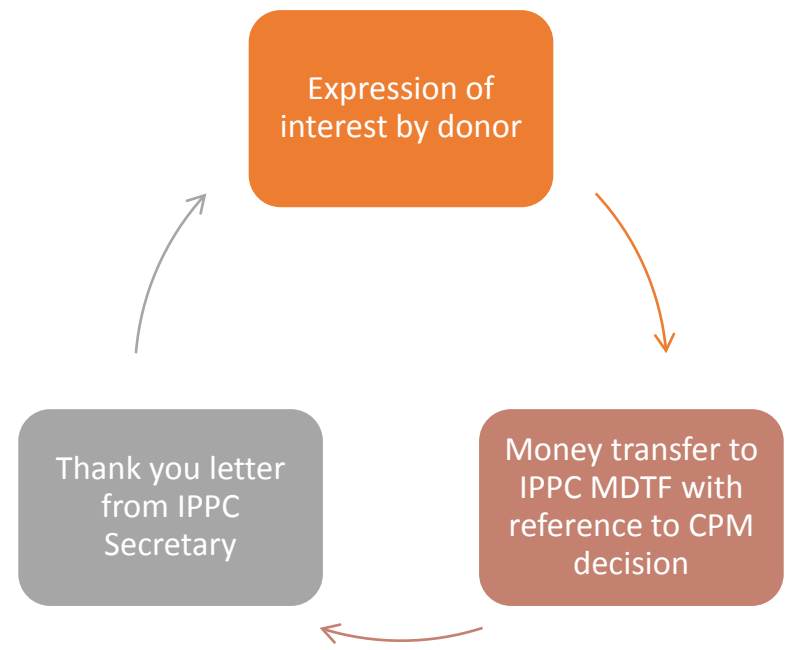 Expression of
interest by donor
Money transfer to
IPPC MDTF with
reference to CPM
decision
Thank you letter
from IPPC
Secretary